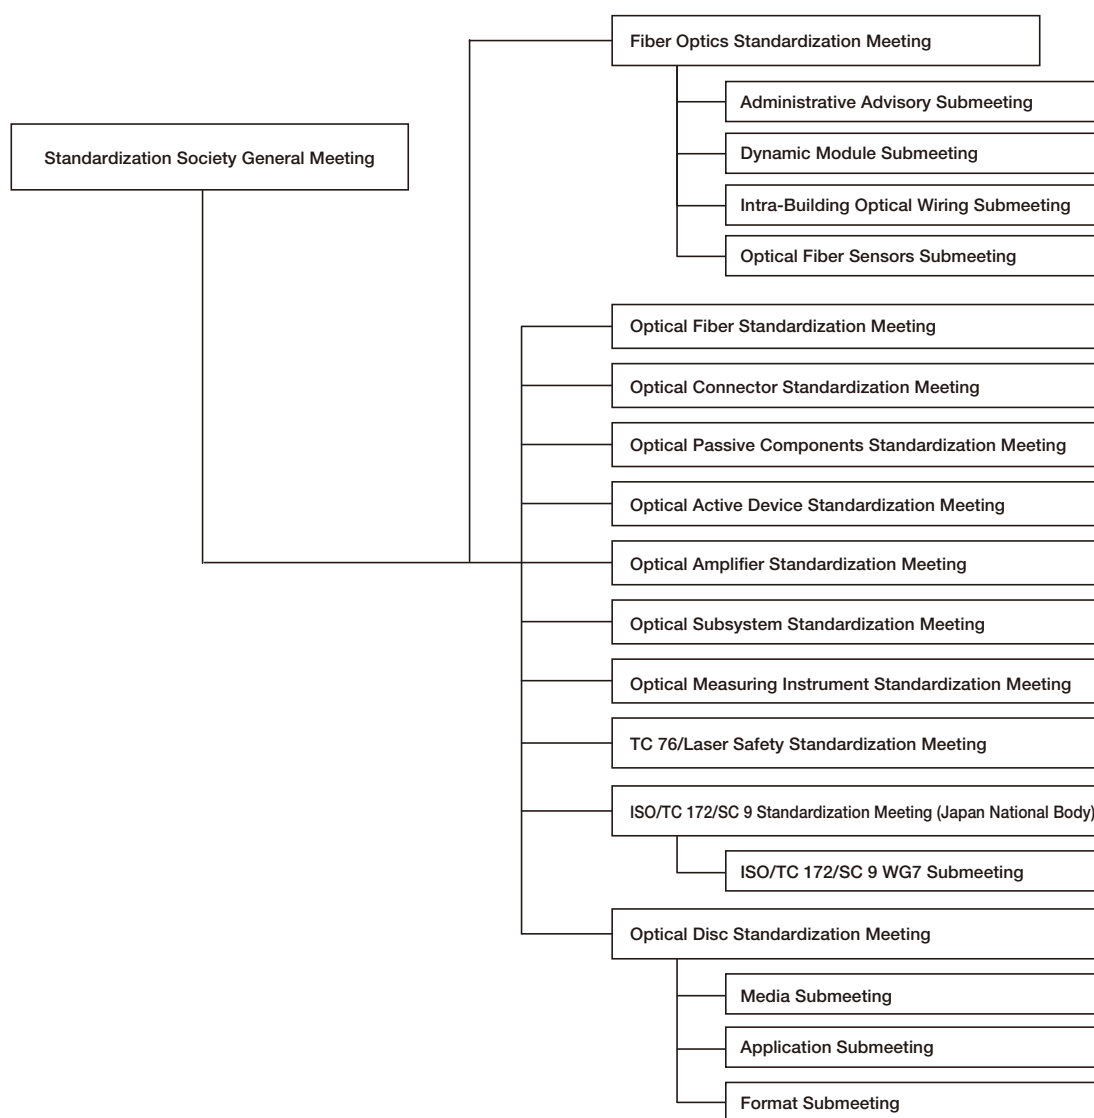 Fiber Optics Standardization Meeting
Administrative Advisory Submeeting
Standardization Society General Meeting
Dynamic Module Submeeting
Intra-Building Optical Wiring Submeeting
Optical Fiber Sensors Submeeting
Optical Fiber Standardization Meeting
Optical Connector Standardization Meeting
Optical Passive Components Standardization Meeting
Optical Active Device Standardization Meeting
Optical Amplifier Standardization Meeting
Optical Subsystem Standardization Meeting
Optical Measuring Instrument Standardization Meeting
TC 76/Laser Safety Standardization Meeting
ISO/TC 172/SC 9 Standardization Meeting (Japan National Body)
ISO/TC 172/SC 9 WG7 Submeeting
Optical Disc Standardization Meeting
Media Submeeting
Application Submeeting
Format Submeeting